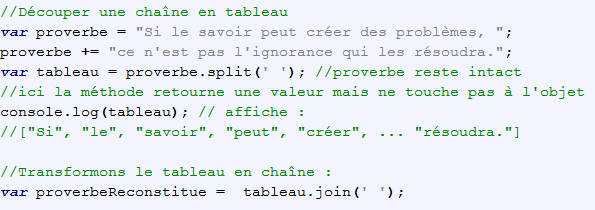 //Découper une chaîne en tableau
var proverbe = "Si le savoir peut créer des problèmes, ";
proverbe += "ce n'est pas l'ignorance qui les résoudra.";
var tableau = proverbe.split(' '); //proverbe reste intact
//ici la méthode retourne une valeur mais ne touche pas à l'objet
console.log(tableau); // affiche :
//["Si", "le", "savoir", "peut", "créer", ... "résoudra."]
//Transformons le tableau en chaîne :
var proverbeReconstitue =  tableau.join(' ');